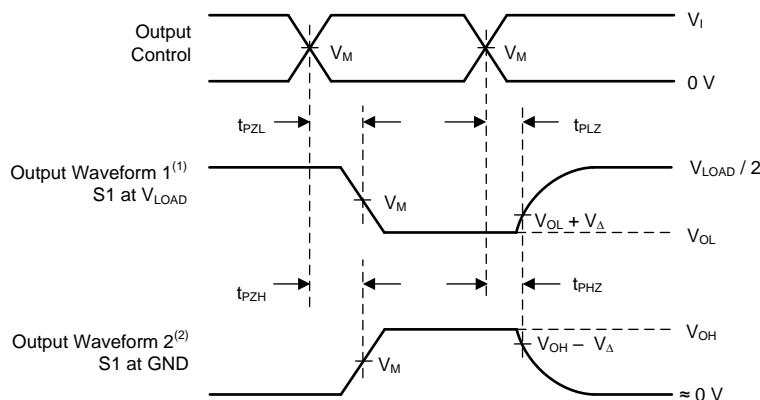 Output
Control
V_M
V_M
V_I
0 V
t_PZL
t_PLZ
Output Waveform 1^(1)
S1 at V_LOAD
V_M
V_LOAD / 2
V_OL + V_Δ
V_OL
t_PZH
t_PHZ
Output Waveform 2^(2)
S1 at GND
V_M
V_OH
V_OH – V_Δ
≈ 0 V